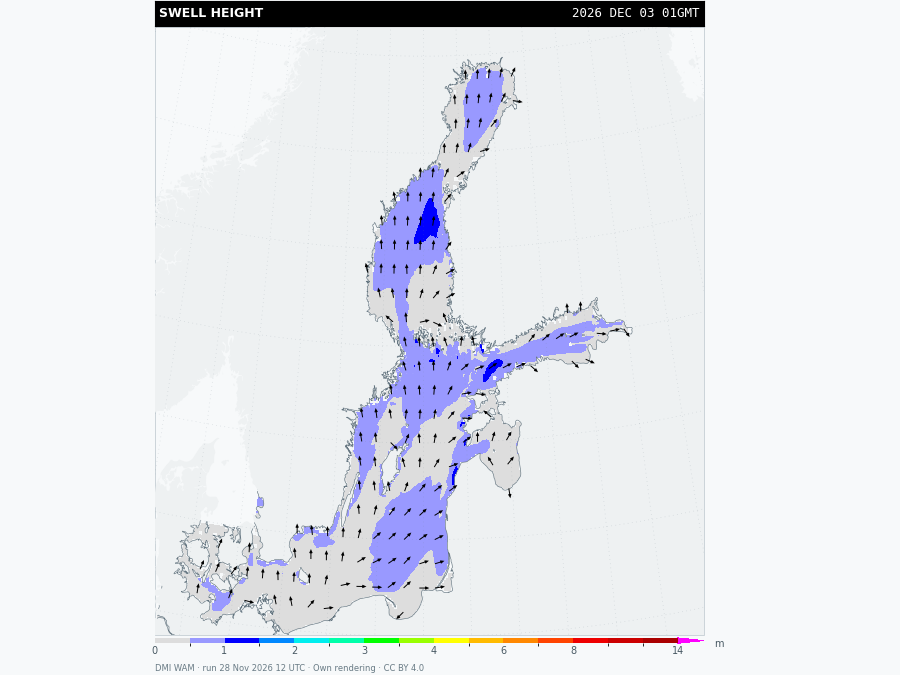 SWELL HEIGHT 2026 DEC 03 01GMT
0 1 2 3 4 6 8 14 m
DMI WAM · run 28 Nov 2026 12 UTC · Own rendering · CC BY 4.0